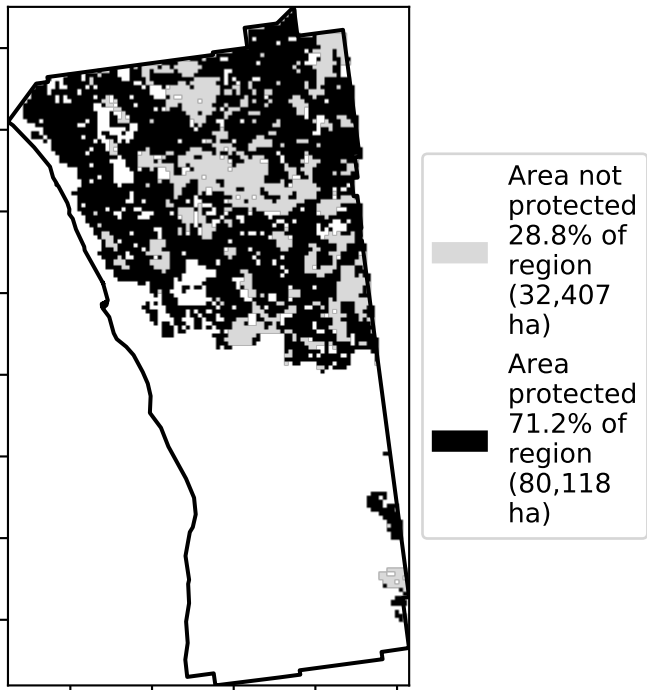 Area not
protected
28.8% of
region
(32,407
ha)
Area
protected
71.2% of
region
(80,118
ha)